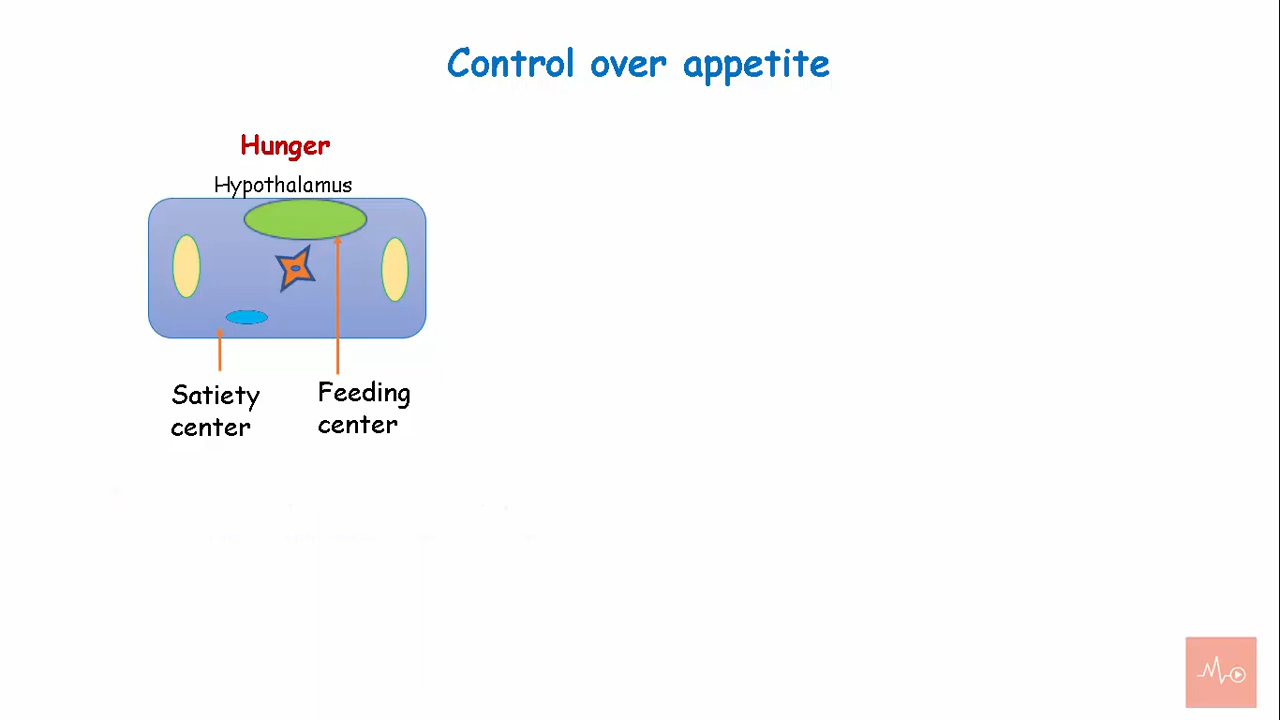 Control over appetite
Hunger
Hypothalamus
Satiety
center
Feeding
center